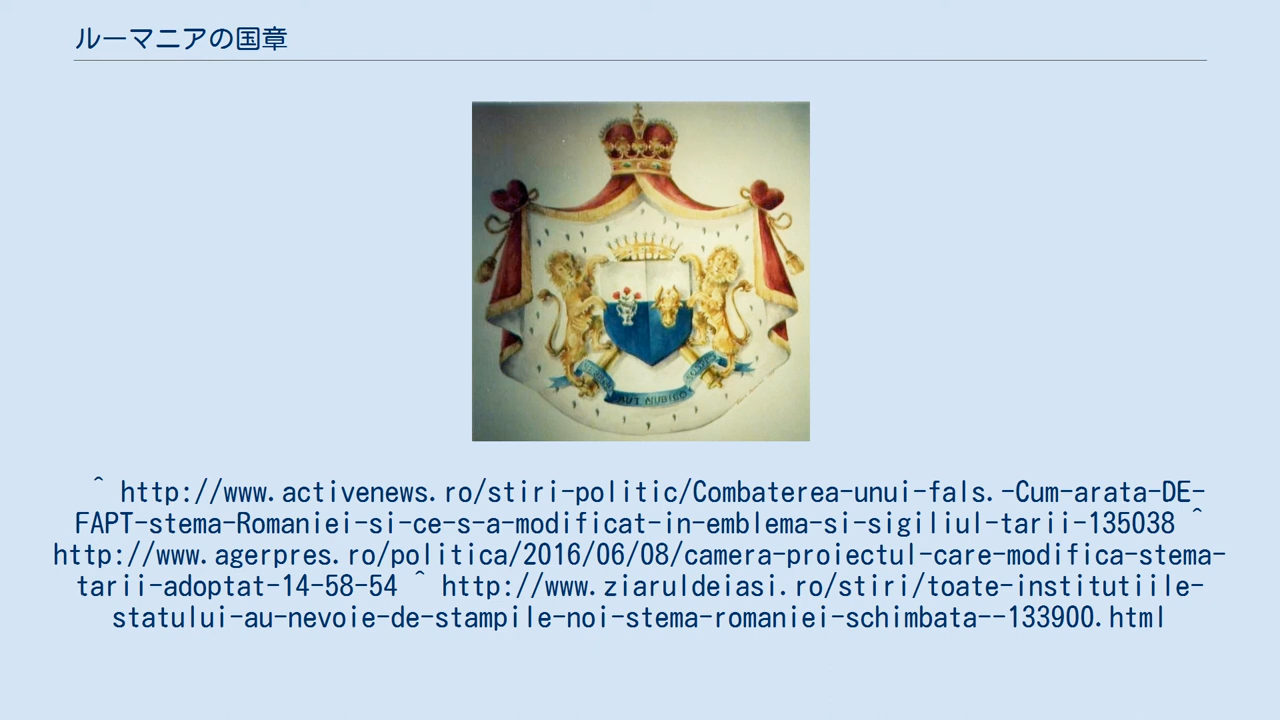 ルーマニアの国章
AUT NUBILO
^ http://www.activenews.ro/stiri-politic/Combaterea-unui-fals.-Cum-arata-DE-
FAPT-stema-Romaniei-si-ce-s-a-modificat-in-emblema-si-sigiliul-tarii-135038 ^
http://www.agerpres.ro/politica/2016/06/08/camera-proiectul-care-modifica-stema-
tarii-adoptat-14-58-54 ^ http://www.ziaruldeiasi.ro/stiri/toate-institutiile-
statului-au-nevoie-de-stampile-noi-stema-romaniei-schimbata--133900.html